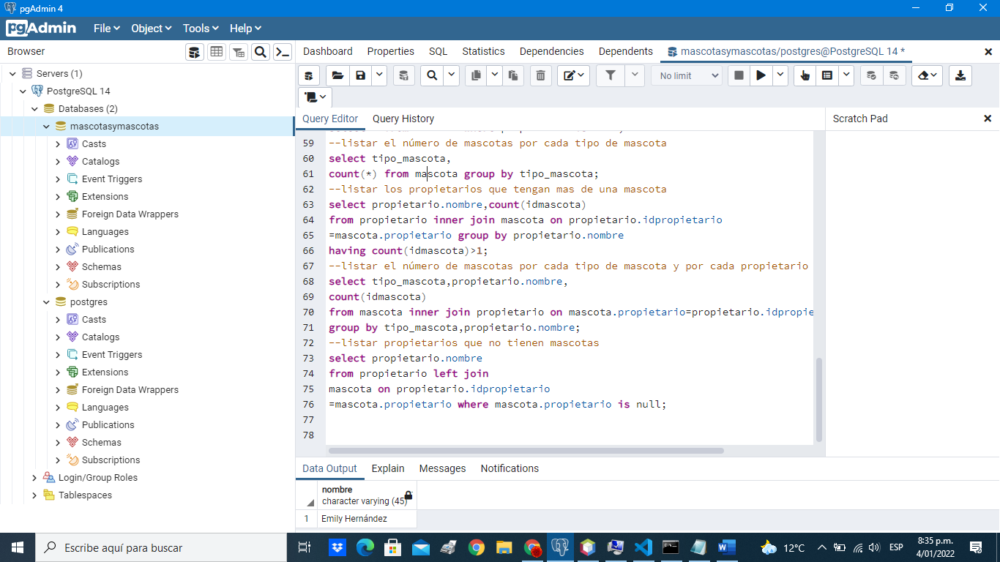 pgAdmin 4
pgAdmin
File
Object
Tools
Help
Browser
Dashboard
Properties
SQL
Statistics
Dependencies
Dependents
mascotasymascotas/postgres@PostgreSQL 14 *
No limit
Servers (1)
PostgreSQL 14
Databases (2)
mascotasymascotas
Casts
Catalogs
Event Triggers
Extensions
Foreign Data Wrappers
Languages
Publications
Schemas
Subscriptions
postgres
Casts
Catalogs
Event Triggers
Extensions
Foreign Data Wrappers
Languages
Publications
Schemas
Subscriptions
Login/Group Roles
Tablespaces
Query Editor
Query History
Scratch Pad
59 --listar el número de mascotas por cada tipo de mascota
60 select tipo_mascota,
61 count(*) from mascota group by tipo_mascota;
62 --listar los propietarios que tengan mas de una mascota
63 select propietario.nombre,count(idmascota)
64 from propietario inner join mascota on propietario.idpropietario
65 =mascota.propietario group by propietario.nombre
66 having count(idmascota)>1;
67 --listar el número de mascotas por cada tipo de mascota y por cada propietario
68 select tipo_mascota,propietario.nombre,
69 count(idmascota)
70 from mascota inner join propietario on mascota.propietario=propietario.idpropie
71 group by tipo_mascota,propietario.nombre;
72 --listar propietarios que no tienen mascotas
73 select propietario.nombre
74 from propietario left join
75 mascota on propietario.idpropietario
76 =mascota.propietario where mascota.propietario is null;
77
78
Data Output
Explain
Messages
Notifications
nombre
character varying (45)
1 Emily Hernández
Escribe aquí para buscar
12°C
ESP
8:35 p.m.
4/01/2022